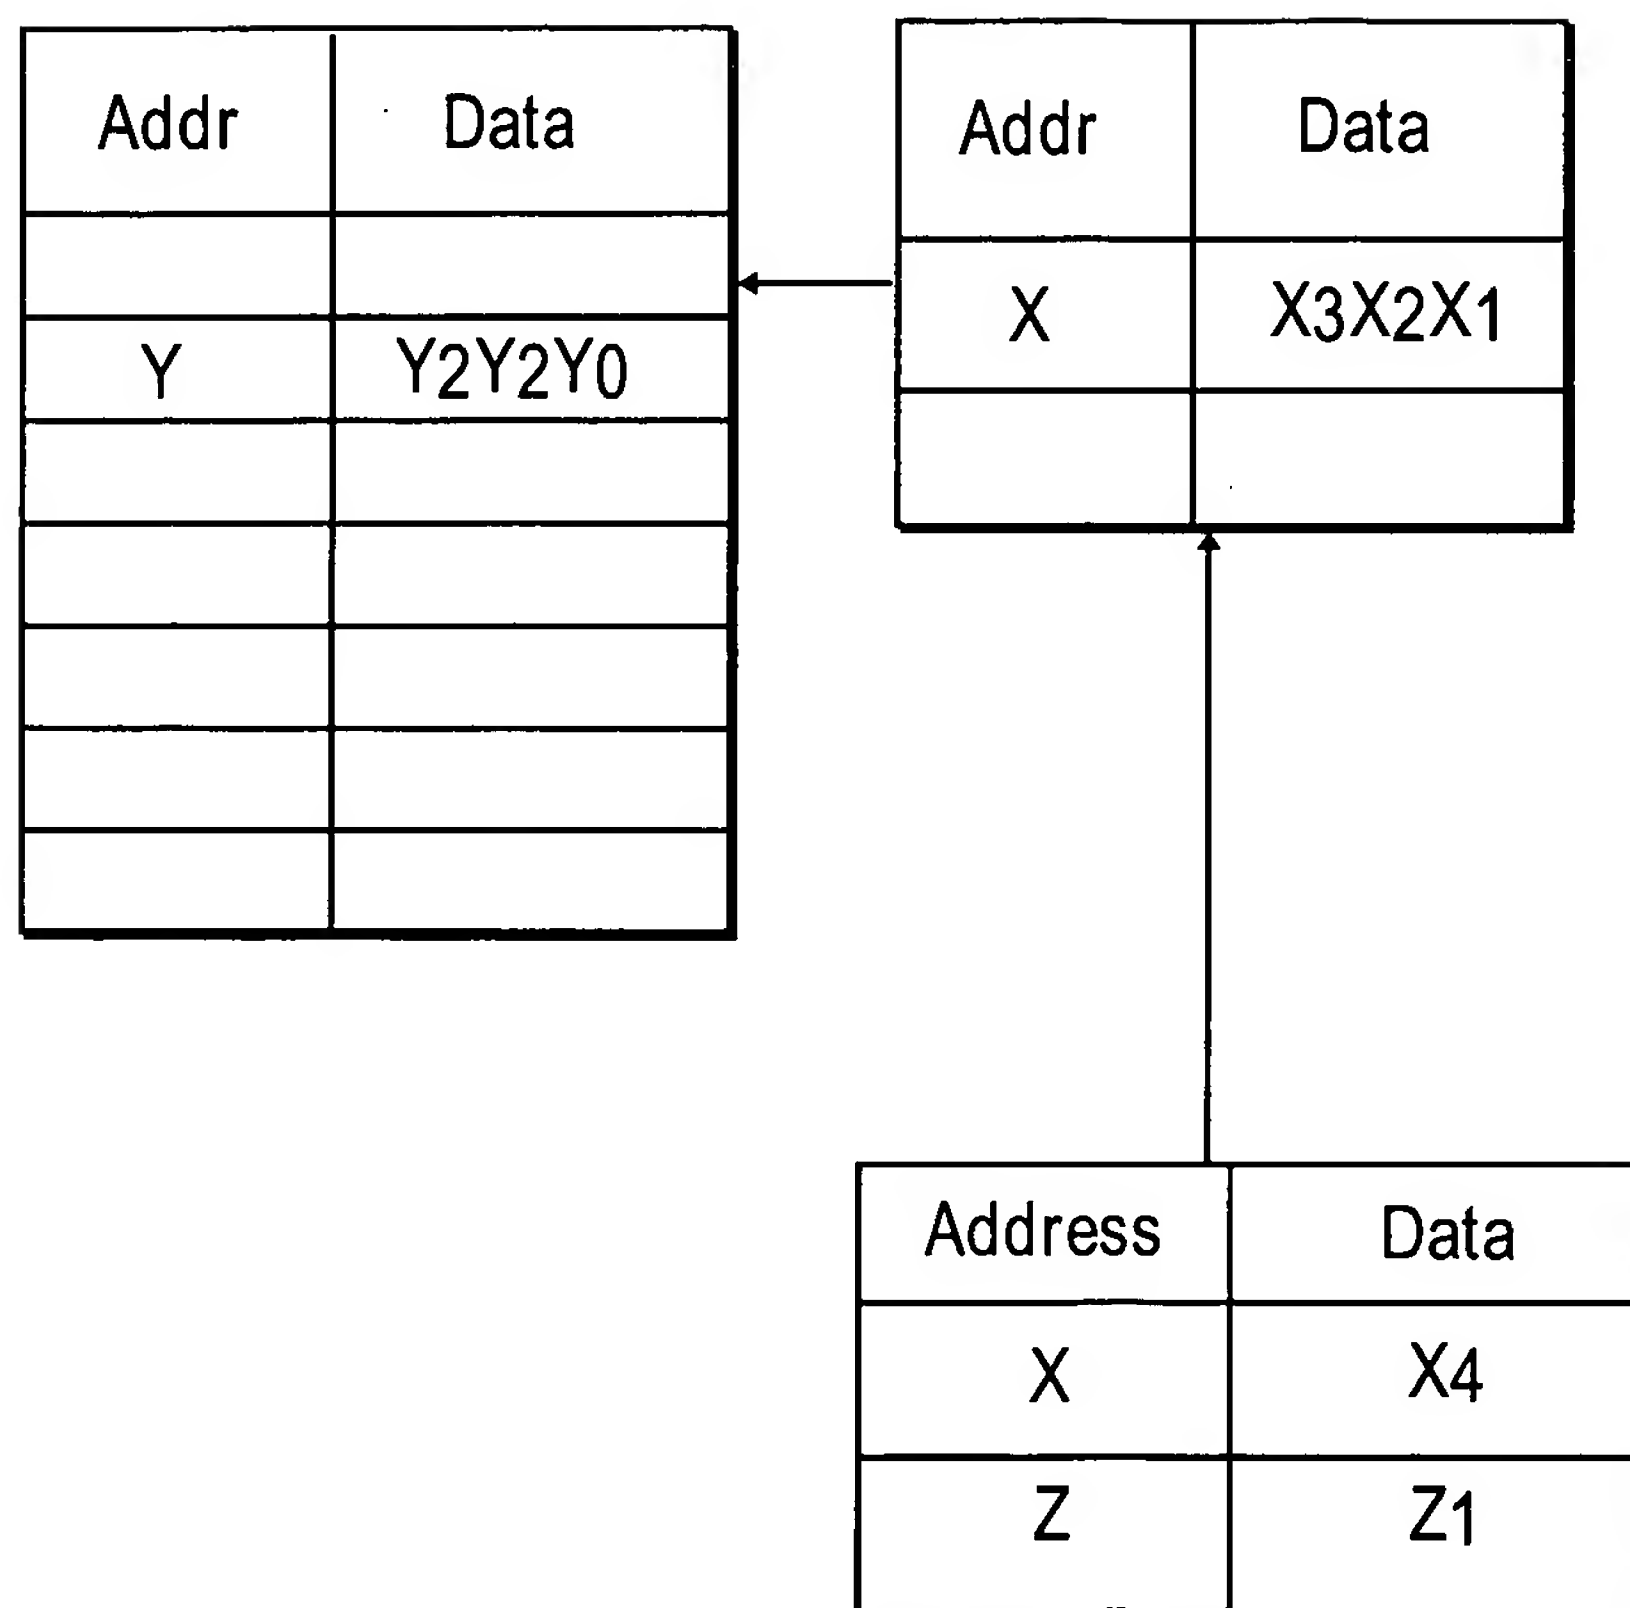 Addr Data
Y Y2Y2Y0
Addr Data
X X3X2X1
Address Data
X X4
Z Z1